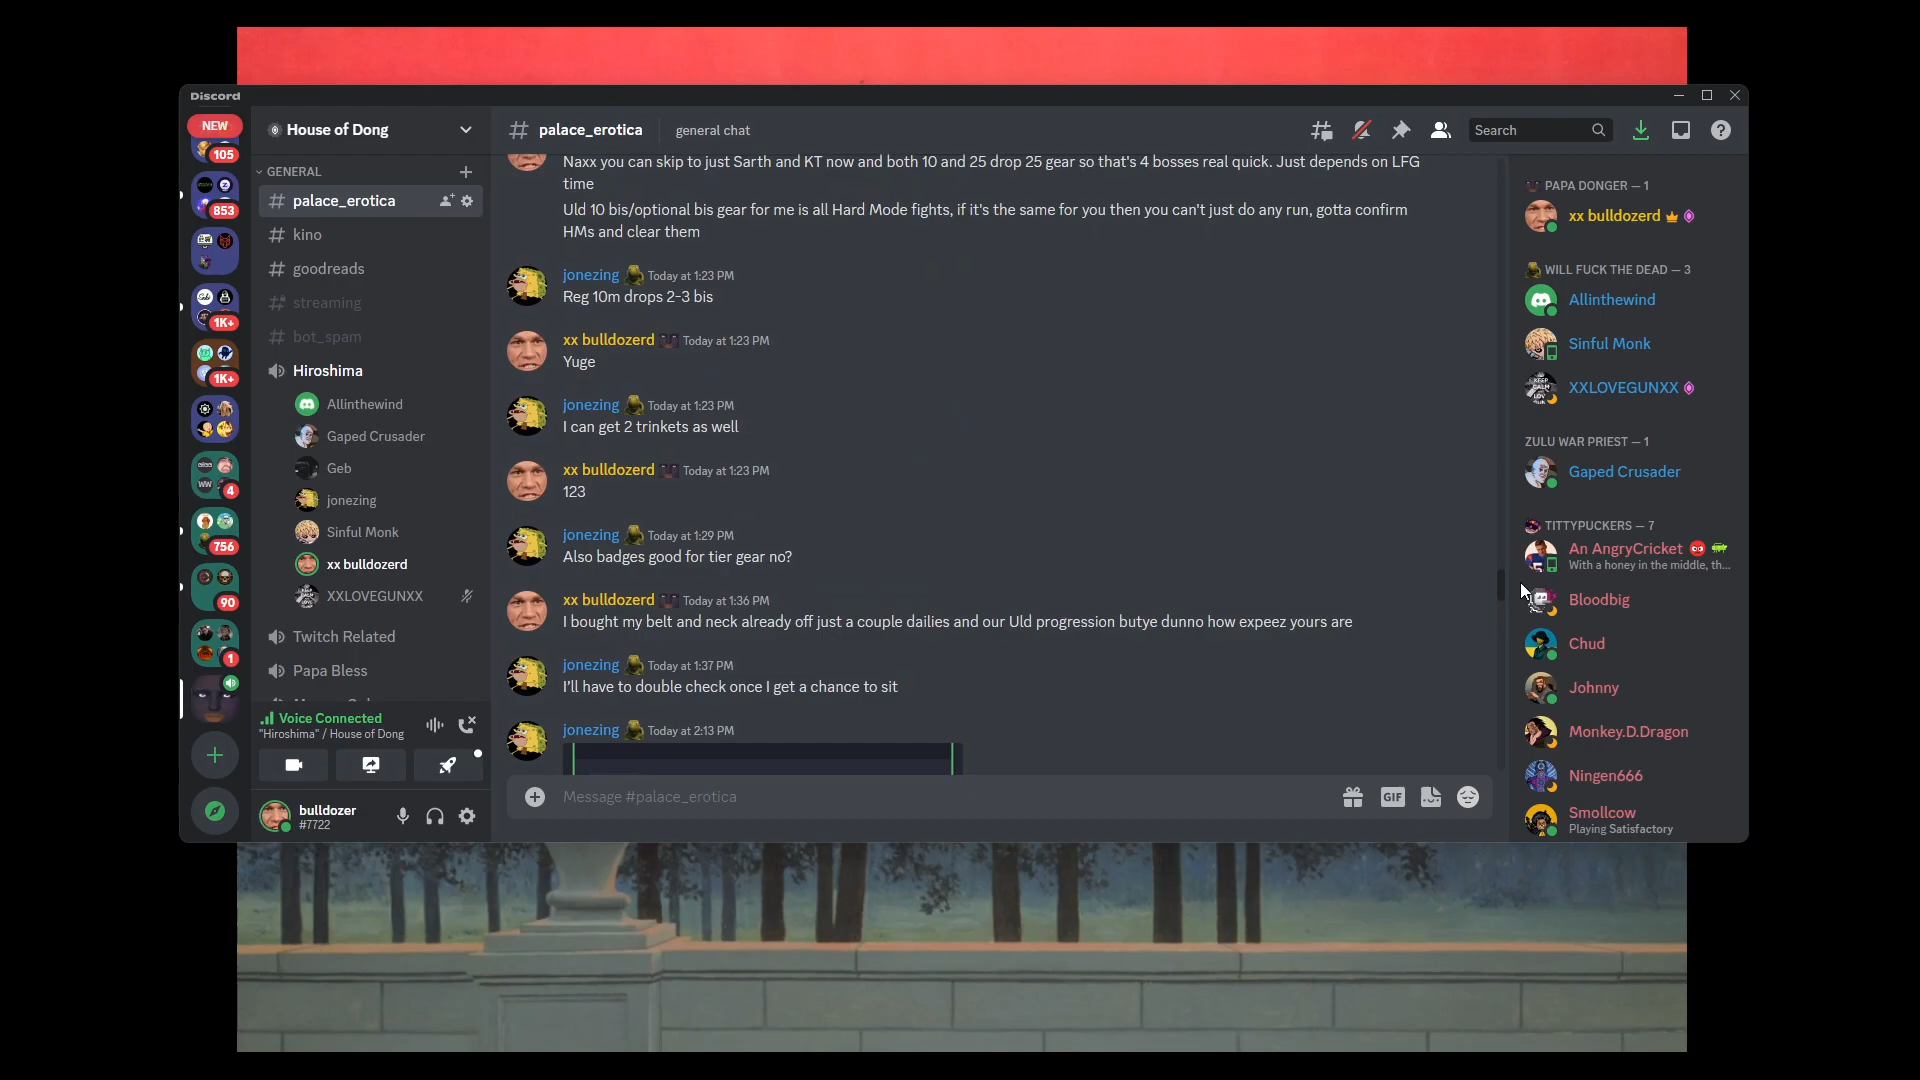 Discord
NEW
105
853
1K+
1K+
4
756
90
1
House of Dong
GENERAL
palace_erotica
kino
goodreads
streaming
bot_spam
Hiroshima
Allinthewind
Gaped Crusader
Geb
jonezing
Sinful Monk
xx bulldozerd
XXLOVEGUNXX
Twitch Related
Papa Bless
Voice Connected
"Hiroshima" / House of Dong
bulldozer
#7722
palace_erotica
general chat
Search
Naxx you can skip to just Sarth and KT now and both 10 and 25 drop 25 gear so that's 4 bosses real quick. Just depends on LFG
time
Uld 10 bis/optional bis gear for me is all Hard Mode fights, if it's the same for you then you can't just do any run, gotta confirm
HMs and clear them
jonezing Today at 1:23 PM
Reg 10m drops 2-3 bis
xx bulldozerd Today at 1:23 PM
Yuge
jonezing Today at 1:23 PM
I can get 2 trinkets as well
xx bulldozerd Today at 1:23 PM
123
jonezing Today at 1:29 PM
Also badges good for tier gear no?
xx bulldozerd Today at 1:36 PM
I bought my belt and neck already off just a couple dailies and our Uld progression butye dunno how expeez yours are
jonezing Today at 1:37 PM
I'll have to double check once I get a chance to sit
jonezing Today at 2:13 PM
Message #palace_erotica
GIF
PAPA DONGER — 1
xx bulldozerd
WILL FUCK THE DEAD — 3
Allinthewind
Sinful Monk
XXLOVEGUNXX
ZULU WAR PRIEST — 1
Gaped Crusader
TITTYPUCKERS — 7
An AngryCricket
With a honey in the middle, th...
Bloodbig
Chud
Johnny
Monkey.D.Dragon
Ningen666
Smollcow
Playing Satisfactory